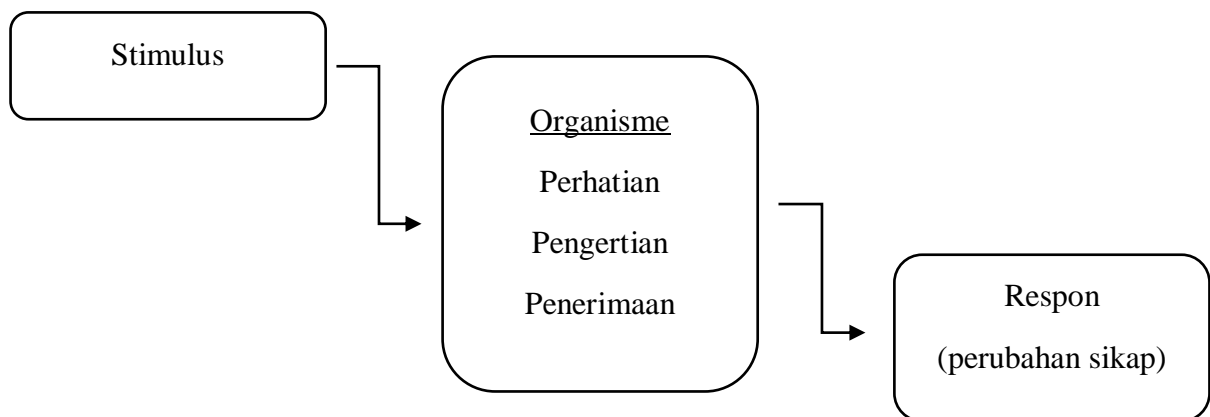 Stimulus
Organisme
Perhatian
Pengertian
Penerimaan
Respon
(perubahan sikap)